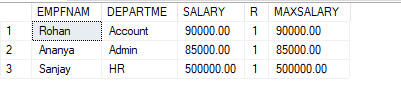 EMPFNAM DEPARTME SALARY R MAXSALARY
1 Rohan Account 90000.00 1 90000.00
2 Ananya Admin 85000.00 1 85000.00
3 Sanjay HR 500000.00 1 500000.00